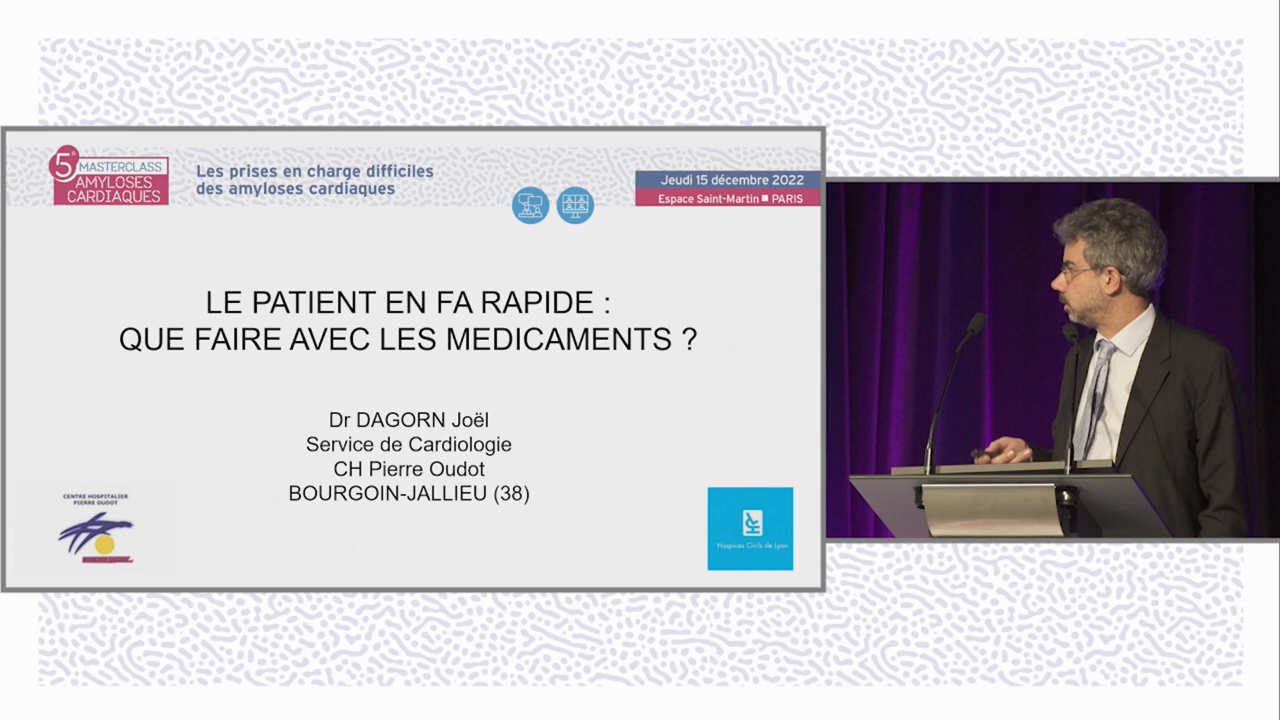 5e
MASTERCLASS
AMYLOSES
CARDIAQUES
Les prises en charge difficiles
des amyloses cardiaques
Jeudi 15 décembre 2022
Espace Saint-Martin ■ PARIS
LE PATIENT EN FA RAPIDE :
QUE FAIRE AVEC LES MEDICAMENTS ?
Dr DAGORN Joël
Service de Cardiologie
CH Pierre Oudot
BOURGOIN-JALLIEU (38)
CENTRE HOSPITALIER
PIERRE OUDOT
Hospices Civils de Lyon